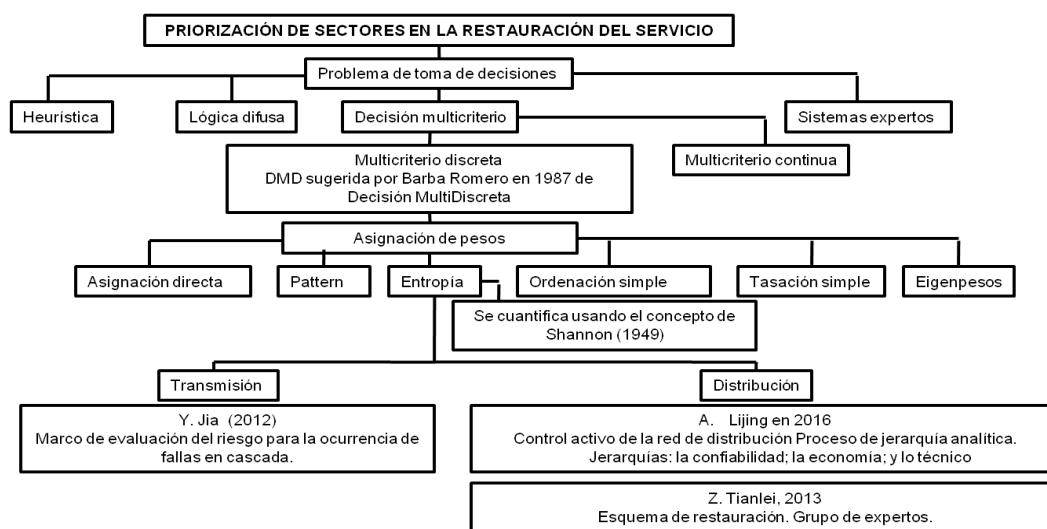 PRIORIZACIÓN DE SECTORES EN LA RESTAURACIÓN DEL SERVICIO
Problema de toma de decisiones
Heurística
Lógica difusa
Decisión multicriterio
Sistemas expertos
Multicriterio discreta
DMD sugerida por Barba Romero en 1987 de
Decisión MultiDiscreta
Multicriterio continua
Asignación de pesos
Asignación directa
Pattern
Entropía
Ordenación simple
Tasación simple
Eigenpesos
Se cuantifica usando el concepto de
Shannon (1949)
Transmisión
Distribución
Y. Jia (2012)
Marco de evaluación del riesgo para la ocurrencia de
fallas en cascada.
A. Lijing en 2016
Control activo de la red de distribución Proceso de jerarquía analítica.
Jerarquías: la confiabilidad; la economía; y lo técnico
Z. Tianlei, 2013
Esquema de restauración. Grupo de expertos.